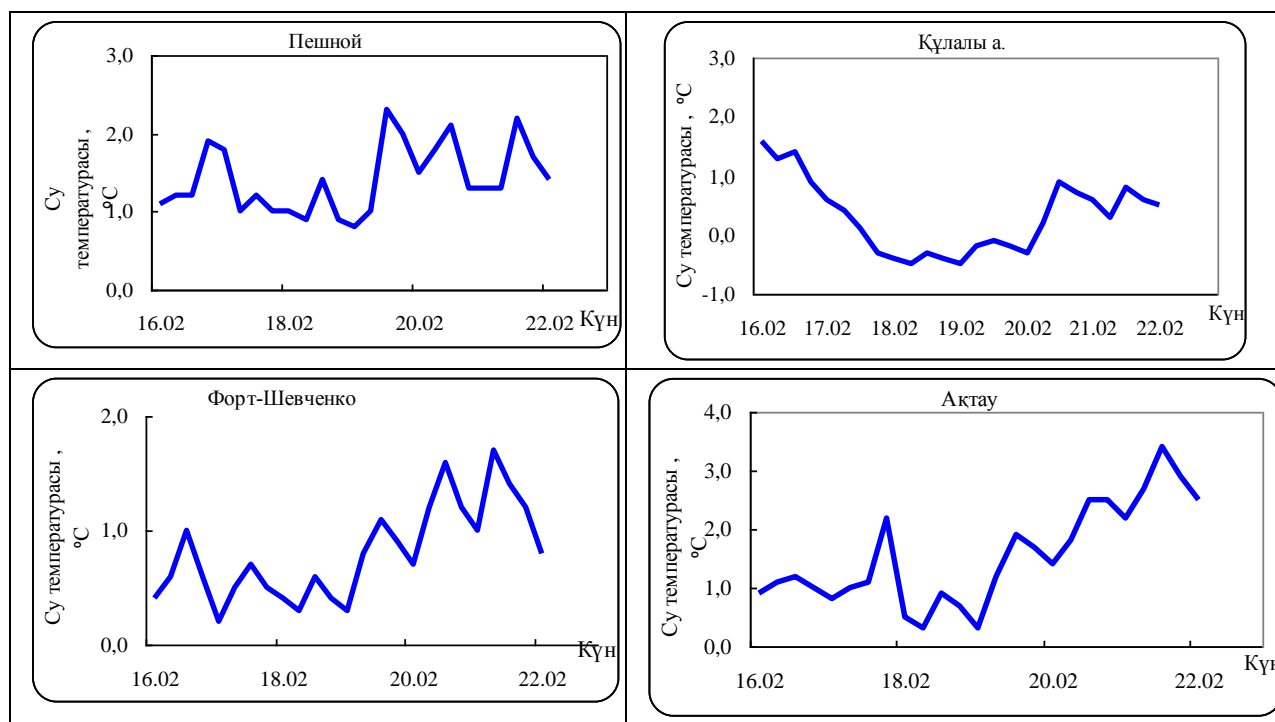 Пешной
Су
температурасы ,
ºС
3,0
2,0
1,0
0,0
16.02 18.02 20.02 22.02
Күн
Құлалы а.
Су температурасы , ºС
3,0
2,0
1,0
0,0
-1,0
16.02 17.02 18.02 19.02 20.02 21.02 22.02
Күн
Форт-Шевченко
Су температурасы ,
ºС
2,0
1,0
0,0
16.02 18.02 20.02 22.02
Күн
Ақтау
Су температурасы ,
ºС
4,0
3,0
2,0
1,0
0,0
16.02 18.02 20.02 22.02
Күн